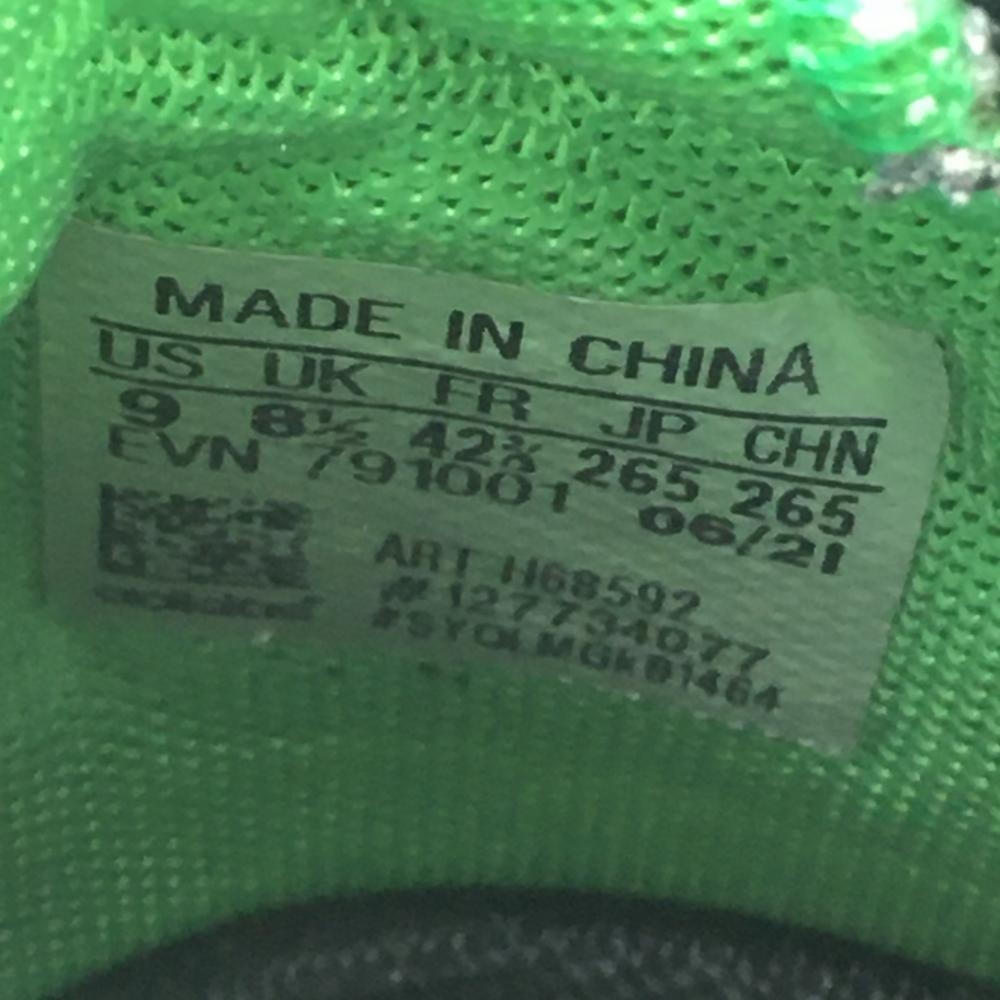 MADE IN CHINA
US UK FR JP CHN
9 8½ 42⅔ 265 265
EVN 791001 06/21
ART H68592
#127734077